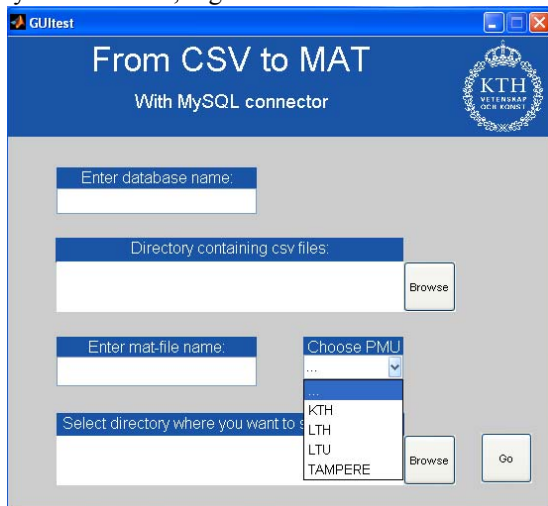 GUItest
From CSV to MAT
With MySQL connector
KTH
VETENSKAP
OCH KONST
Enter database name:
Directory containing csv files:
Browse
Enter mat-file name:
Choose PMU
...
...
KTH
LTH
LTU
TAMPERE
Select directory where you want to
Browse
Go